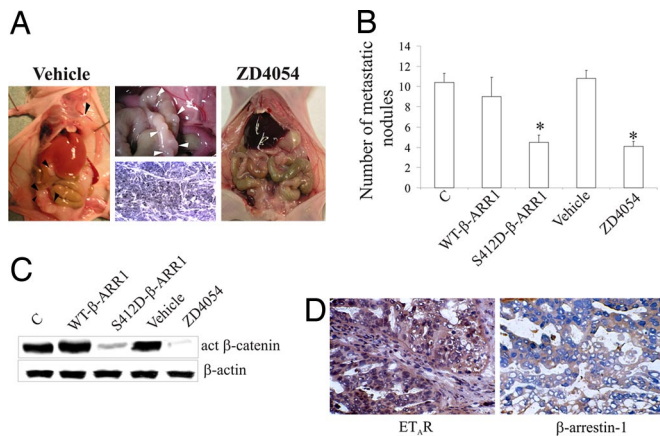 A
Vehicle
ZD4054
B
Number of metastatic
nodules
14
12
10
8
6
4
2
0
*
*
C
WT-β-ARR1
S412D-β-ARR1
Vehicle
ZD4054
C
C
WT-β-ARR1
S412D-β-ARR1
Vehicle
ZD4054
act β-catenin
β-actin
D
ET_AR
β-arrestin-1